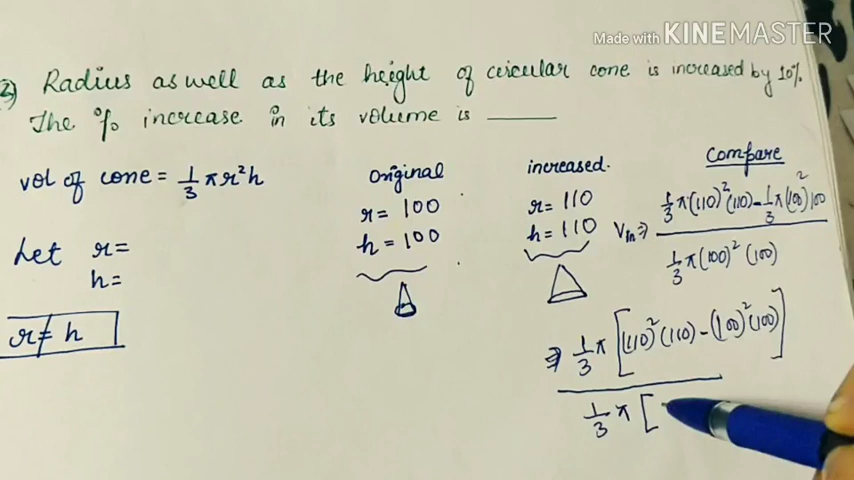 Made with KINEMASTER
2) Radius as well as the height of circular cone is increased by 10%.
The % increase in its volume is ______
vol of cone = 1/3 πr²h
Let r=
h=
r≠h
original
r = 100
h = 100
increased.
r= 110
h= 110
Compare
V_in ⇒ (1/3 π(110)²(110) - 1/3 π(100)² 100) / (1/3 π(100)² (100))
⇒ 1/3 π [(110)² (110) - (100)² (100)] / 1/3 π [